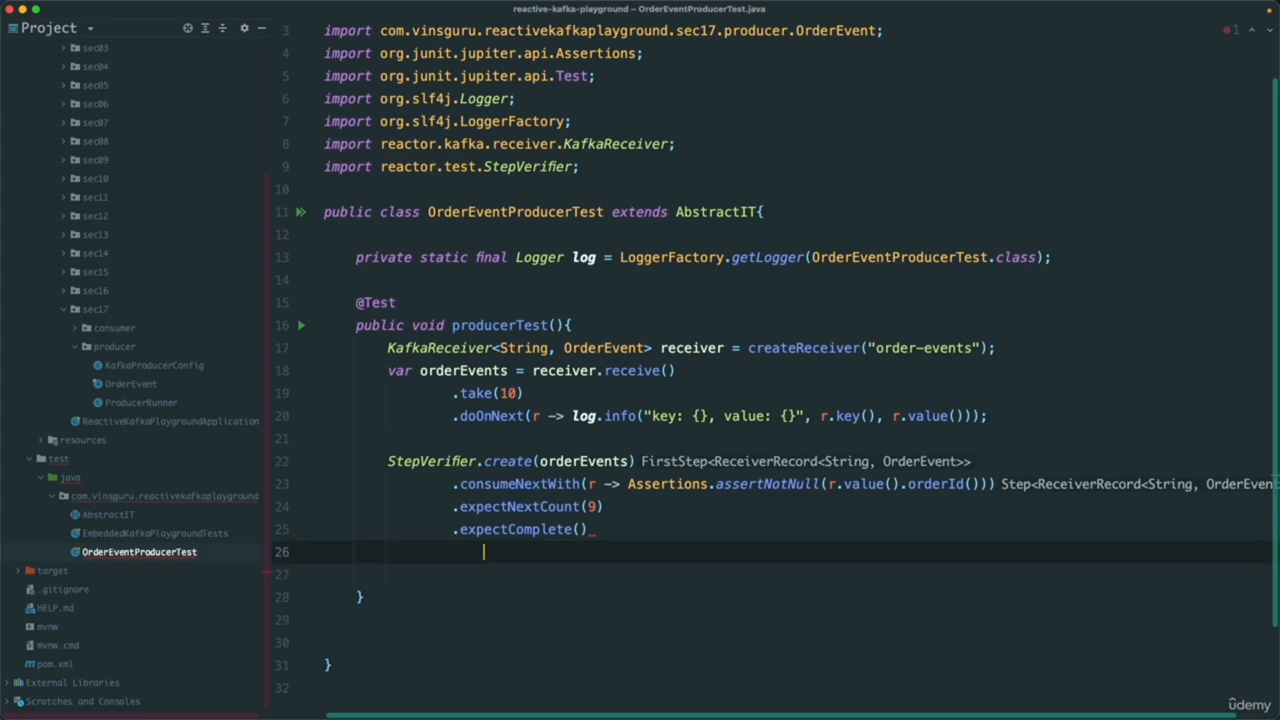 reactive-kafka-playground – OrderEventProducerTest.java
Project
sec03
sec04
sec05
sec06
sec07
sec08
sec09
sec10
sec11
sec12
sec13
sec14
sec15
sec16
sec17
consumer
producer
KafkaProducerConfig
OrderEvent
ProducerRunner
ReactiveKafkaPlaygroundApplication
resources
test
java
com.vinsguru.reactivekafkaplayground
AbstractIT
EmbeddedKafkaPlaygroundTests
OrderEventProducerTest
target
.gitignore
HELP.md
mvnw
mvnw.cmd
pom.xml
External Libraries
Scratches and Consoles
1
3 import com.vinsguru.reactivekafkaplayground.sec17.producer.OrderEvent;
4 import org.junit.jupiter.api.Assertions;
5 import org.junit.jupiter.api.Test;
6 import org.slf4j.Logger;
7 import org.slf4j.LoggerFactory;
8 import reactor.kafka.receiver.KafkaReceiver;
9 import reactor.test.StepVerifier;
10
11 public class OrderEventProducerTest extends AbstractIT{
12
13 private static final Logger log = LoggerFactory.getLogger(OrderEventProducerTest.class);
14
15 @Test
16 public void producerTest(){
17 KafkaReceiver<String, OrderEvent> receiver = createReceiver("order-events");
18 var orderEvents = receiver.receive()
19 .take(10)
20 .doOnNext(r -> log.info("key: {}, value: {}", r.key(), r.value()));
21
22 StepVerifier.create(orderEvents) FirstStep<ReceiverRecord<String, OrderEvent>>
23 .consumeNextWith(r -> Assertions.assertNotNull(r.value().orderId())) Step<ReceiverRecord<String, OrderEven
24 .expectNextCount(9)
25 .expectComplete()
26
27
28 }
29
30
31 }
32
ûdemy